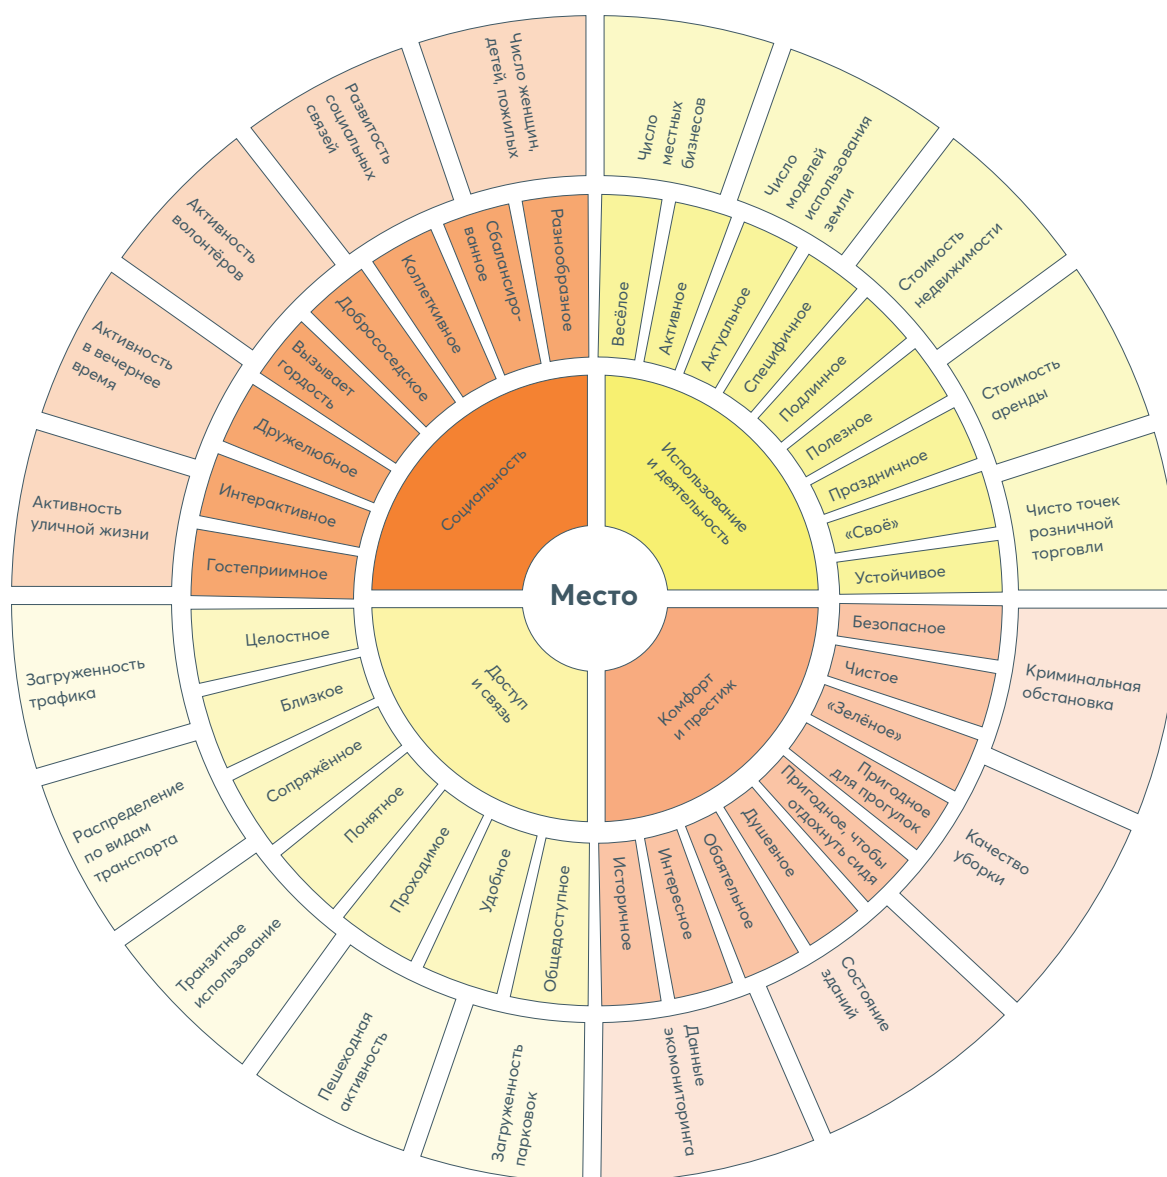 Место
Социальность
Использование
и деятельность
Комфорт
и престиж
Доступ
и связь
Весёлое
Активное
Актуальное
Специфичное
Подлинное
Полезное
Праздничное
«Своё»
Устойчивое
Безопасное
Чистое
«Зелёное»
Пригодное
для прогулок
Пригодное, чтобы
отдохнуть сидя
Душевное
Обаятельное
Интересное
Историчное
Общедоступное
Удобное
Проходимое
Понятное
Сопряжённое
Близкое
Целостное
Гостеприимное
Интерактивное
Дружелюбное
Вызывает
гордость
Добрососедское
Коллеткивное
Сбалансиро-
ванное
Разнообразное
Число
местных
бизнесов
Число
моделей
использования
земли
Стоимость
недвижимости
Стоимость
аренды
Чисто точек
розничной
торговли
Криминальная
обстановка
Качество
уборки
Состояние
зданий
Данные
экомониторинга
Загруженность
парковок
Пешеходная
активность
Транзитное
использование
Распределение
по видам
транспорта
Загруженность
трафика
Активность
уличной жизни
Активность
в вечернее
время
Активность
волонтёров
Развитость
социальных
связей
Число женщин,
детей, пожилых